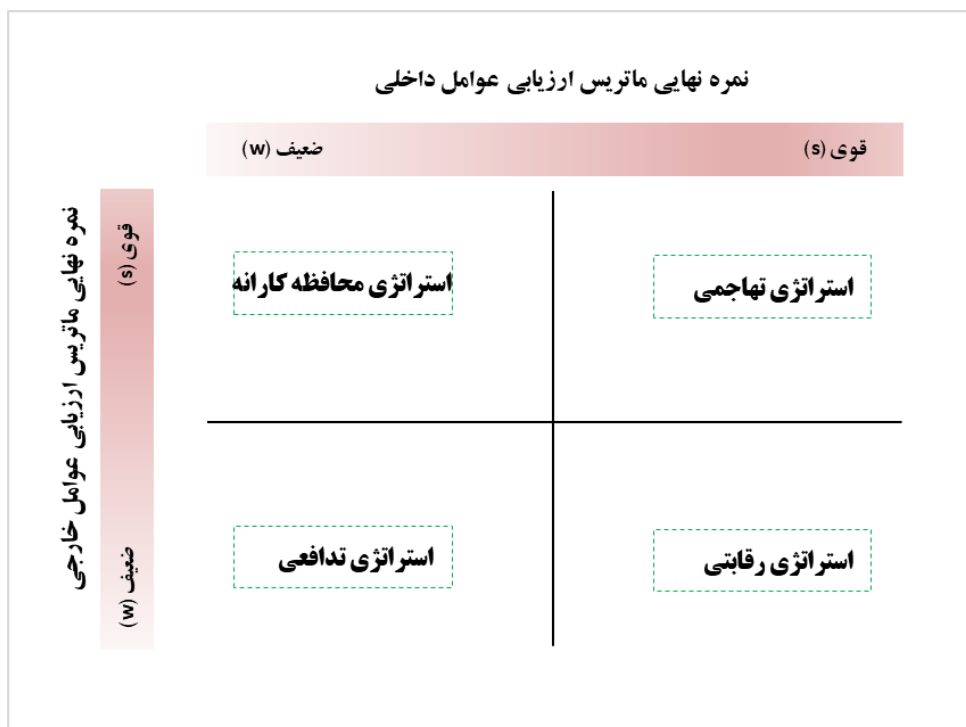 نمره نهایی ماتریس ارزیابی عوامل داخلی
قوی (s)
ضعیف (w)
نمره نهایی ماتریس ارزیابی عوامل خارجی
قوی (s)
ضعیف (w)
استراتژی تهاجمی
استراتژی محافظه کارانه
استراتژی رقابتی
استراتژی تدافعی